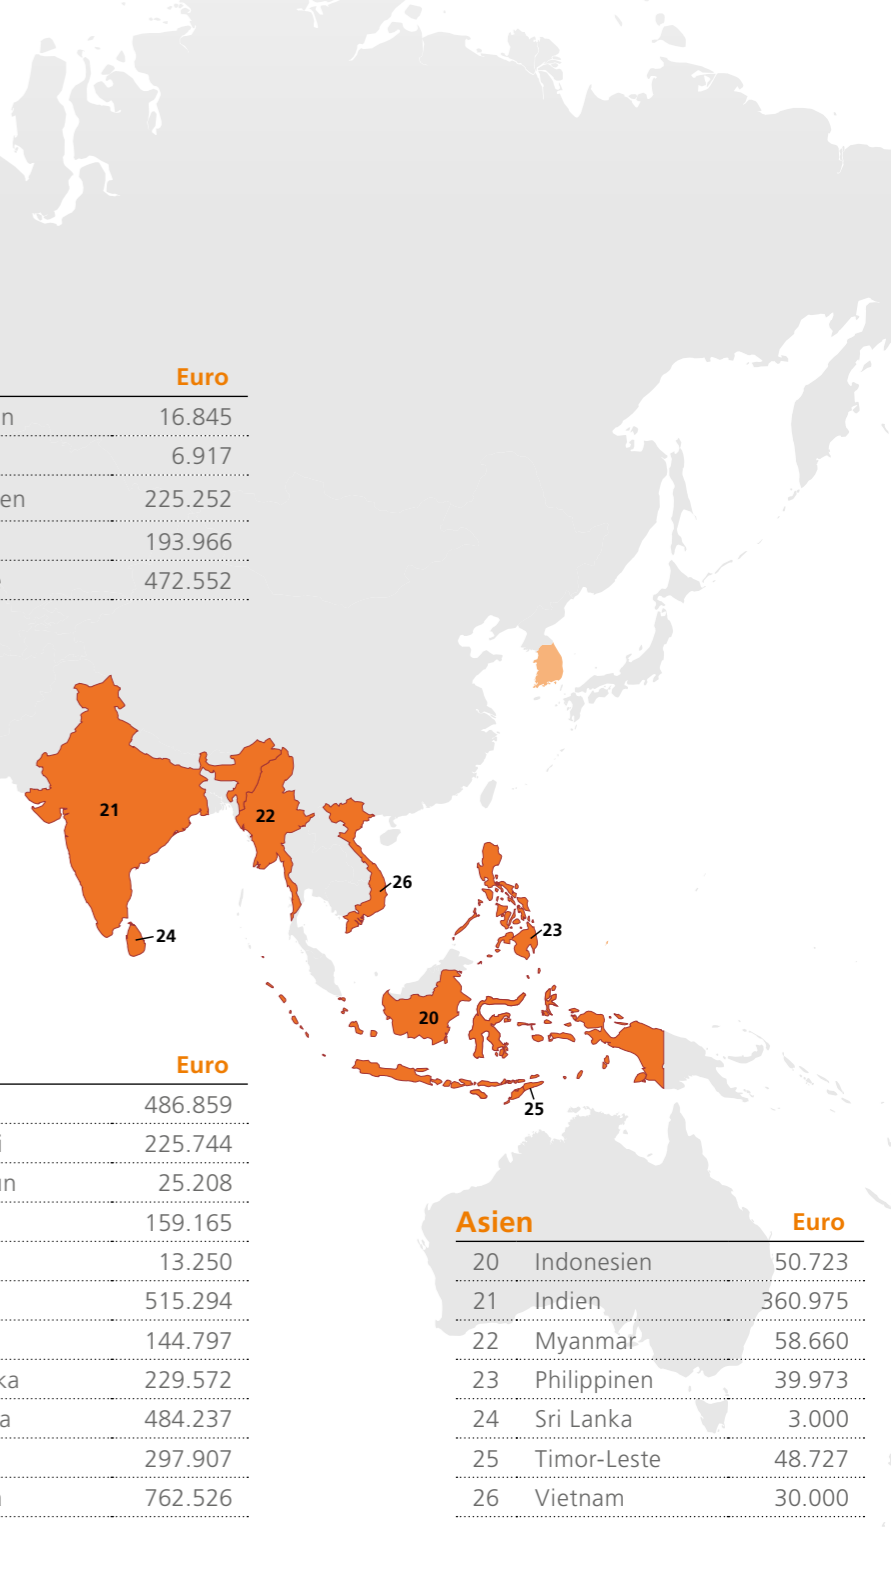 Euro
n 16.845
6.917
en 225.252
193.966
472.552
21
22
26
24
23
20
25
Euro
486.859
i 225.744
un 25.208
159.165
13.250
515.294
144.797
ka 229.572
a 484.237
297.907
762.526
Asien Euro
20 Indonesien 50.723
21 Indien 360.975
22 Myanmar 58.660
23 Philippinen 39.973
24 Sri Lanka 3.000
25 Timor-Leste 48.727
26 Vietnam 30.000